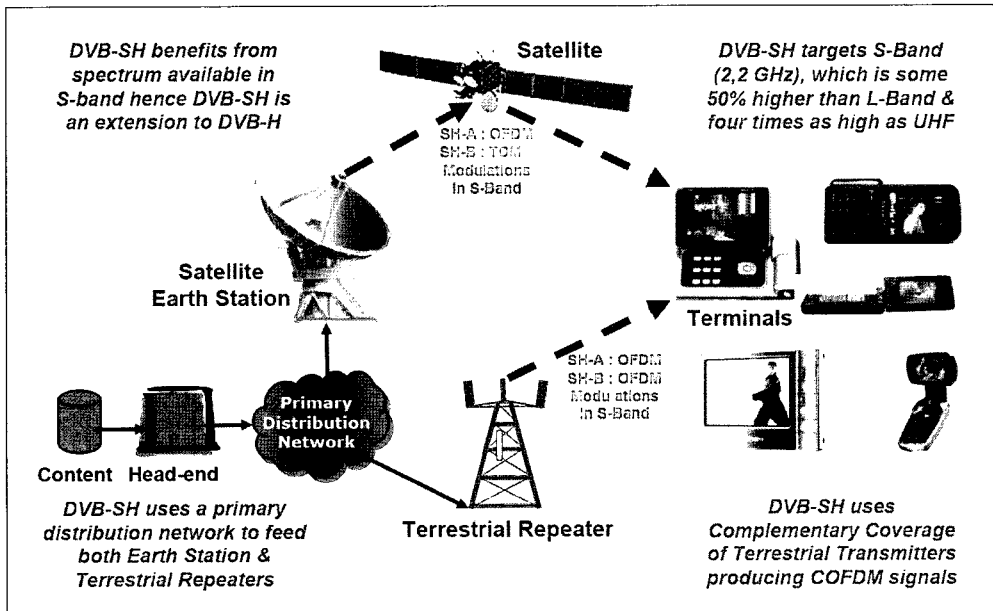 DVB-SH benefits from
spectrum available in
S-band hence DVB-SH is
an extension to DVB-H
Satellite
DVB-SH targets S-Band
(2,2 GHz), which is some
50% higher than L-Band &
four times as high as UHF
SH-A : OFDM
SH-B : TDM
Modulations
in S-Band
Satellite
Earth Station
Terminals
SH-A : OFDM
SH-B : OFDM
Modulations
in S-Band
Primary
Distribution
Network
Content
Head-end
Terrestrial Repeater
DVB-SH uses a primary
distribution network to feed
both Earth Station &
Terrestrial Repeaters
DVB-SH uses
Complementary Coverage
of Terrestrial Transmitters
producing COFDM signals